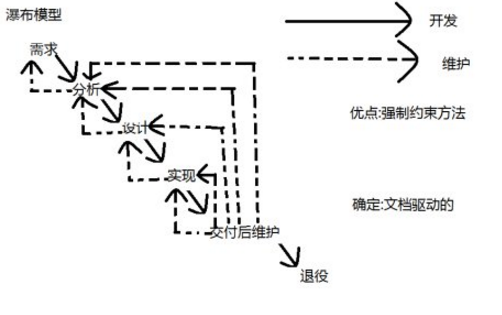 瀑布模型
开发
需求
维护
分析
优点:强制约束方法
设计
实现
确定:文档驱动的
交付后维护
退役